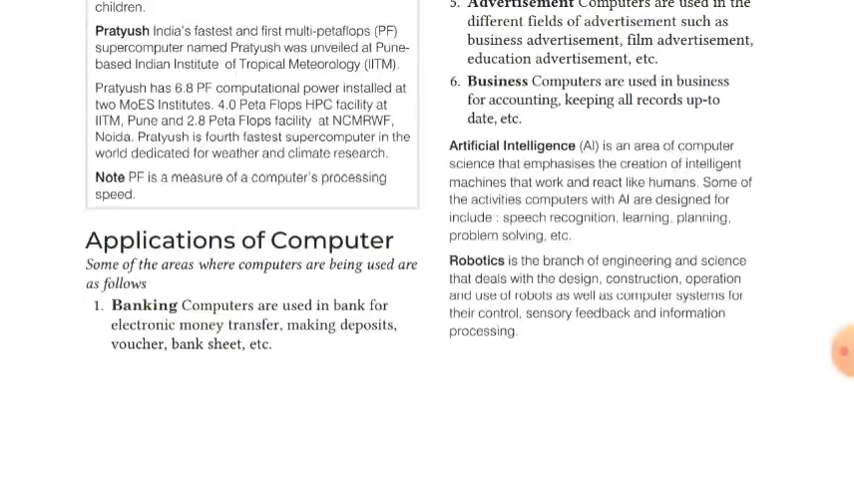 children.
Pratyush India's fastest and first multi-petaflops (PF)
supercomputer named Pratyush was unveiled at Pune-
based Indian Institute of Tropical Meteorology (IITM).
Pratyush has 6.8 PF computational power installed at
two MoES Institutes. 4.0 Peta Flops HPC facility at
IITM, Pune and 2.8 Peta Flops facility at NCMRWF,
Noida. Pratyush is fourth fastest supercomputer in the
world dedicated for weather and climate research.
Note PF is a measure of a computer's processing
speed.
Applications of Computer
Some of the areas where computers are being used are
as follows
1. Banking Computers are used in bank for
electronic money transfer, making deposits,
voucher, bank sheet, etc.
5. Advertisement Computers are used in the
different fields of advertisement such as
business advertisement, film advertisement,
education advertisement, etc.
6. Business Computers are used in business
for accounting, keeping all records up-to
date, etc.
Artificial Intelligence (AI) is an area of computer
science that emphasises the creation of intelligent
machines that work and react like humans. Some of
the activities computers with AI are designed for
include : speech recognition, learning, planning,
problem solving, etc.
Robotics is the branch of engineering and science
that deals with the design, construction, operation
and use of robots as well as computer systems for
their control, sensory feedback and information
processing.